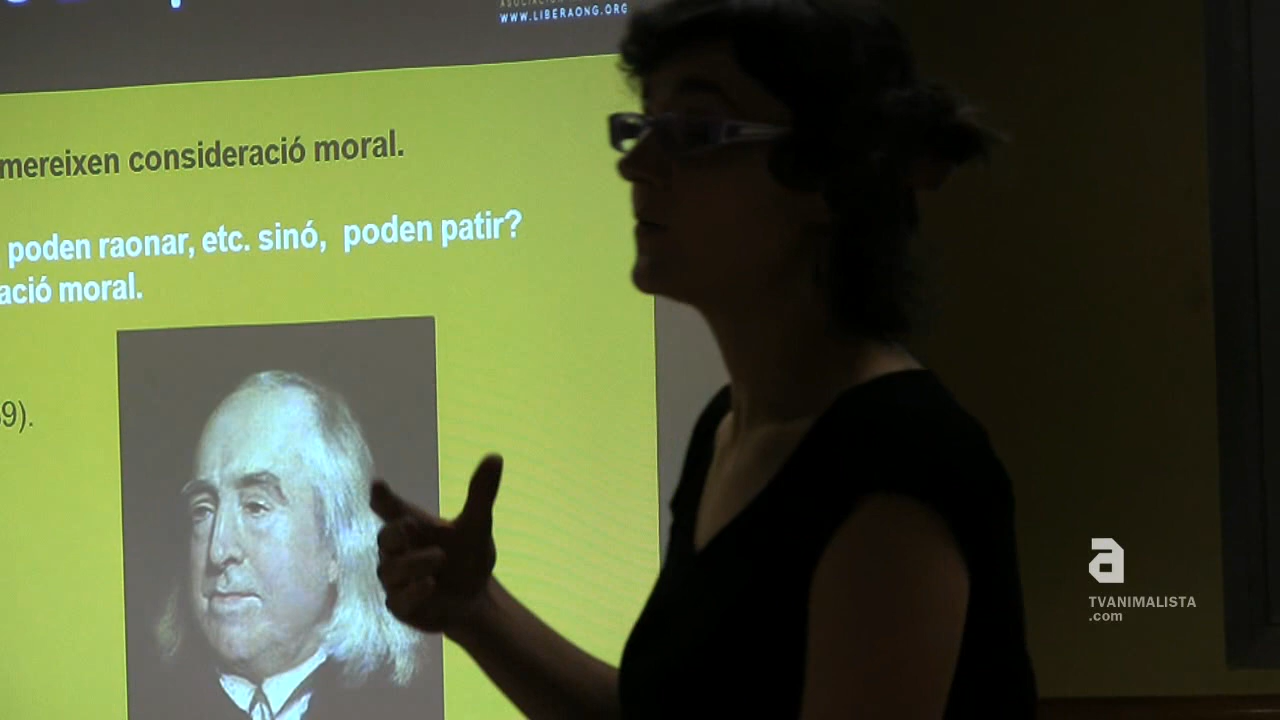 WWW.LIBERAONG.ORG
mereixen consideració moral.
poden raonar, etc. sinó, poden patir?
ació moral.
9).
TVANIMALISTA
.com